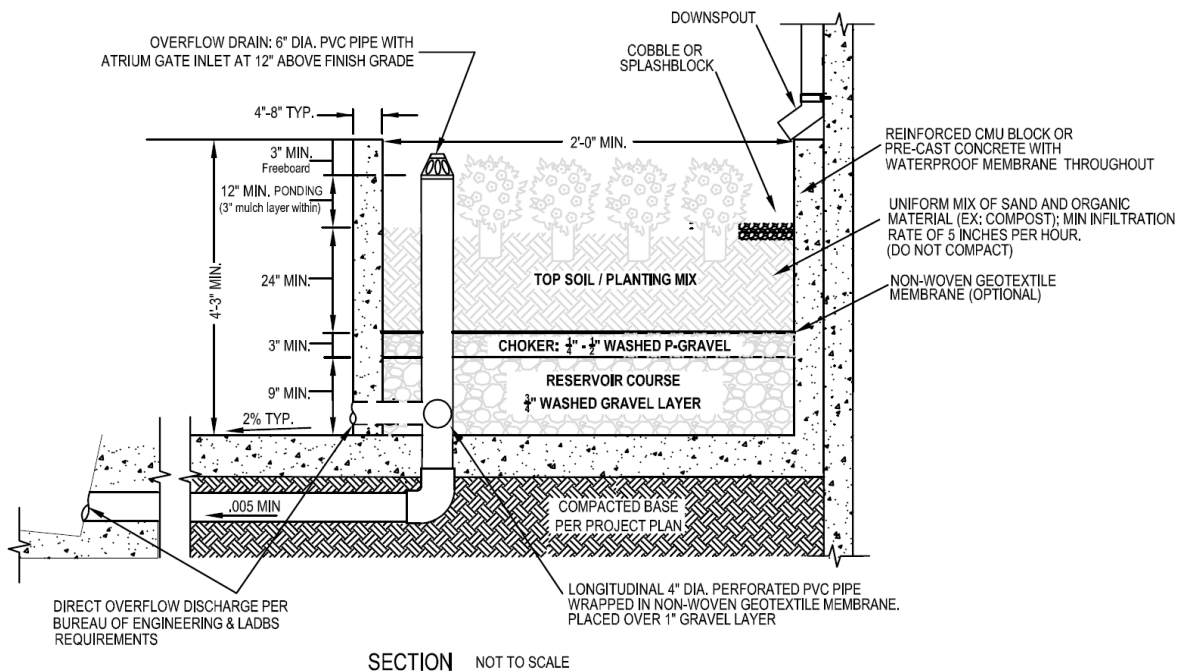 DOWNSPOUT
OVERFLOW DRAIN: 6" DIA. PVC PIPE WITH
ATRIUM GATE INLET AT 12" ABOVE FINISH GRADE
COBBLE OR
SPLASHBLOCK
4"-8" TYP.
2'-0" MIN.
3" MIN.
Freeboard
12" MIN. PONDING
(3" mulch layer within)
24" MIN.
4'-3" MIN.
3" MIN.
9" MIN.
2% TYP.
REINFORCED CMU BLOCK OR
PRE-CAST CONCRETE WITH
WATERPROOF MEMBRANE THROUGHOUT
UNIFORM MIX OF SAND AND ORGANIC
MATERIAL (EX: COMPOST); MIN INFILTRATION
RATE OF 5 INCHES PER HOUR.
(DO NOT COMPACT)
TOP SOIL / PLANTING MIX
NON-WOVEN GEOTEXTILE
MEMBRANE (OPTIONAL)
CHOKER: 1/4" - 1/2" WASHED P-GRAVEL
RESERVOIR COURSE
3/4" WASHED GRAVEL LAYER
.005 MIN
COMPACTED BASE
PER PROJECT PLAN
DIRECT OVERFLOW DISCHARGE PER
BUREAU OF ENGINEERING & LADBS
REQUIREMENTS
LONGITUDINAL 4" DIA. PERFORATED PVC PIPE
WRAPPED IN NON-WOVEN GEOTEXTILE MEMBRANE.
PLACED OVER 1" GRAVEL LAYER
SECTION NOT TO SCALE